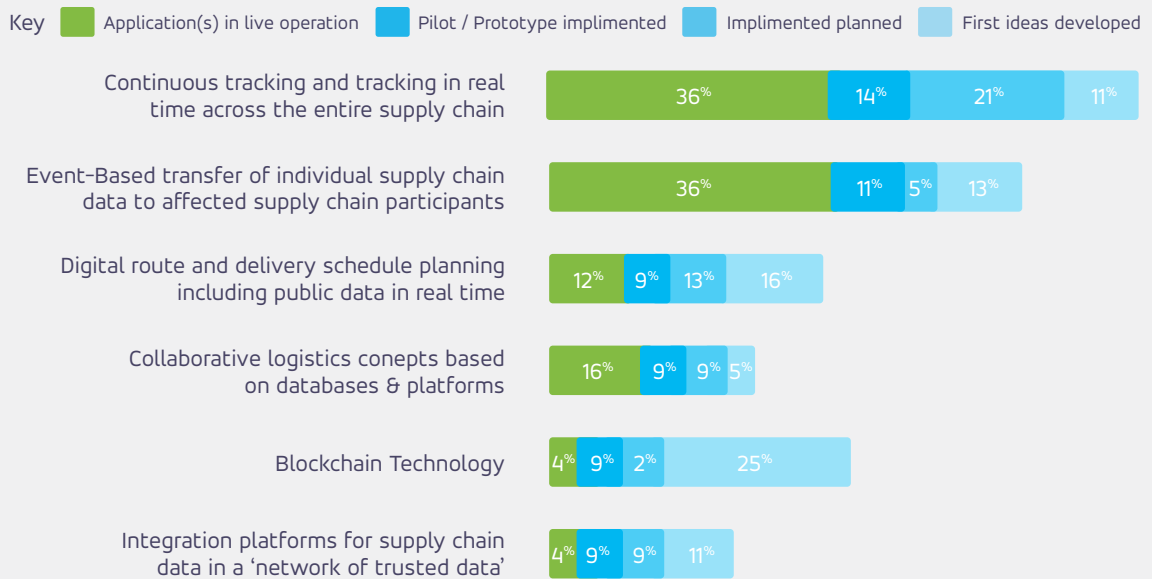 Key Application(s) in live operation Pilot / Prototype implimented Implimented planned First ideas developed
Continuous tracking and tracking in real
time across the entire supply chain
36% 14% 21% 11%
Event-Based transfer of individual supply chain
data to affected supply chain participants
36% 11% 5% 13%
Digital route and delivery schedule planning
including public data in real time
12% 9% 13% 16%
Collaborative logistics conepts based
on databases & platforms
16% 9% 9% 5%
Blockchain Technology
4% 9% 2% 25%
Integration platforms for supply chain
data in a ‘network of trusted data’
4% 9% 9% 11%